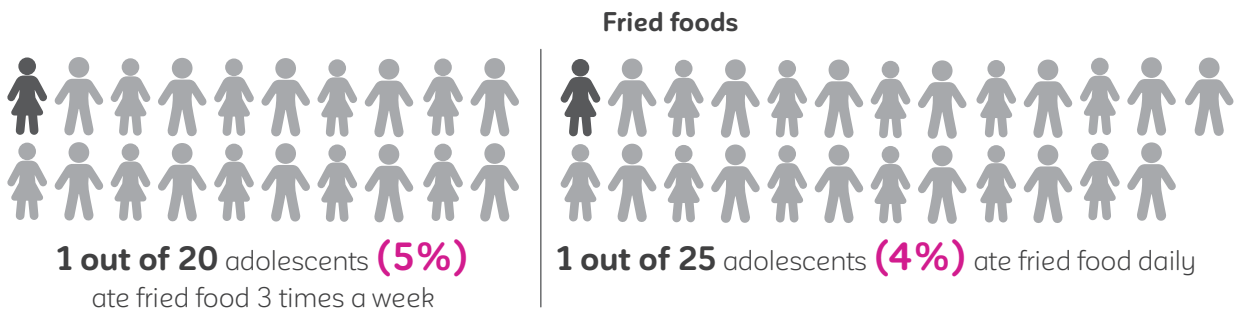 Fried foods
1 out of 20 adolescents (5%)
ate fried food 3 times a week
1 out of 25 adolescents (4%) ate fried food daily